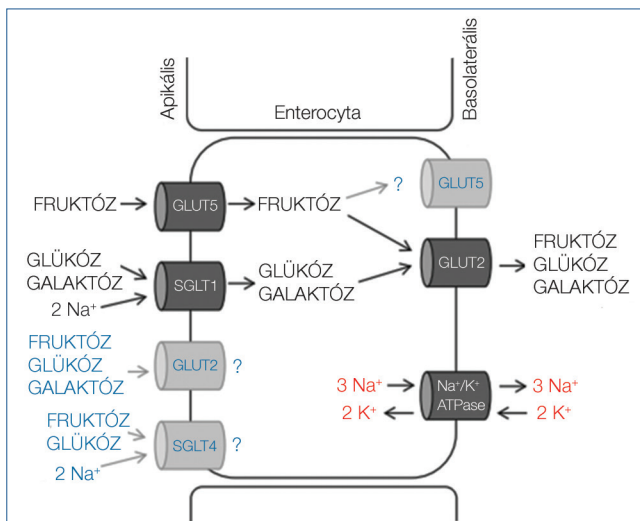 Apikális
Enterocyta
Basolaterális
GLUT5
FRUKTÓZ
GLUT5
FRUKTÓZ
?
FRUKTÓZ
GLÜKÓZ
GALAKTÓZ
GLUT2
GLÜKÓZ
GALAKTÓZ
2 Na⁺
SGLT1
GLÜKÓZ
GALAKTÓZ
FRUKTÓZ
GLÜKÓZ
GALAKTÓZ
GLUT2
?
3 Na⁺
2 K⁺
Na⁺/K⁺
ATPase
3 Na⁺
2 K⁺
FRUKTÓZ
GLÜKÓZ
2 Na⁺
SGLT4
?